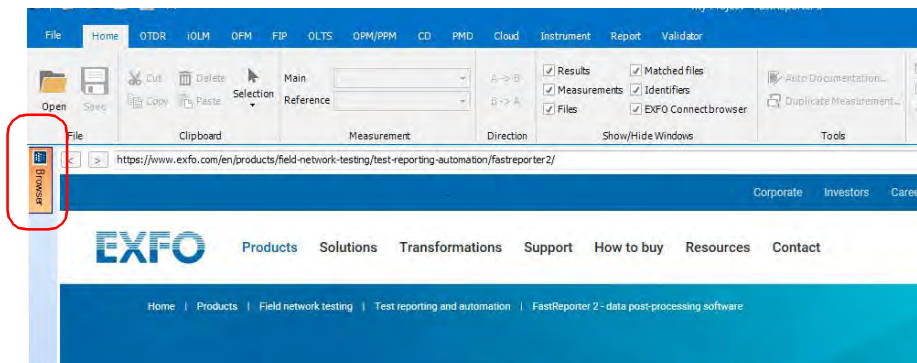 File Home OTDR iOLM OFM FIP OLTS OPM/PPM CD PMD Cloud Instrument Report Validator
Open Save
Cut Delete
Copy Paste
Selection
Main
Reference
A->B
B->A
Results Matched files
Measurements Identifiers
Files EXFO Connect browser
Auto Documentation...
Duplicate Measurement...
File Clipboard Measurement Direction Show/Hide Windows Tools
Browser
< > https://www.exfo.com/en/products/field-network-testing/test-reporting-automation/fastreporter2/
Corporate Investors
EXFO Products Solutions Transformations Support How to buy Resources Contact
Home | Products | Field network testing | Test reporting and automation | FastReporter 2 - data post-processing software